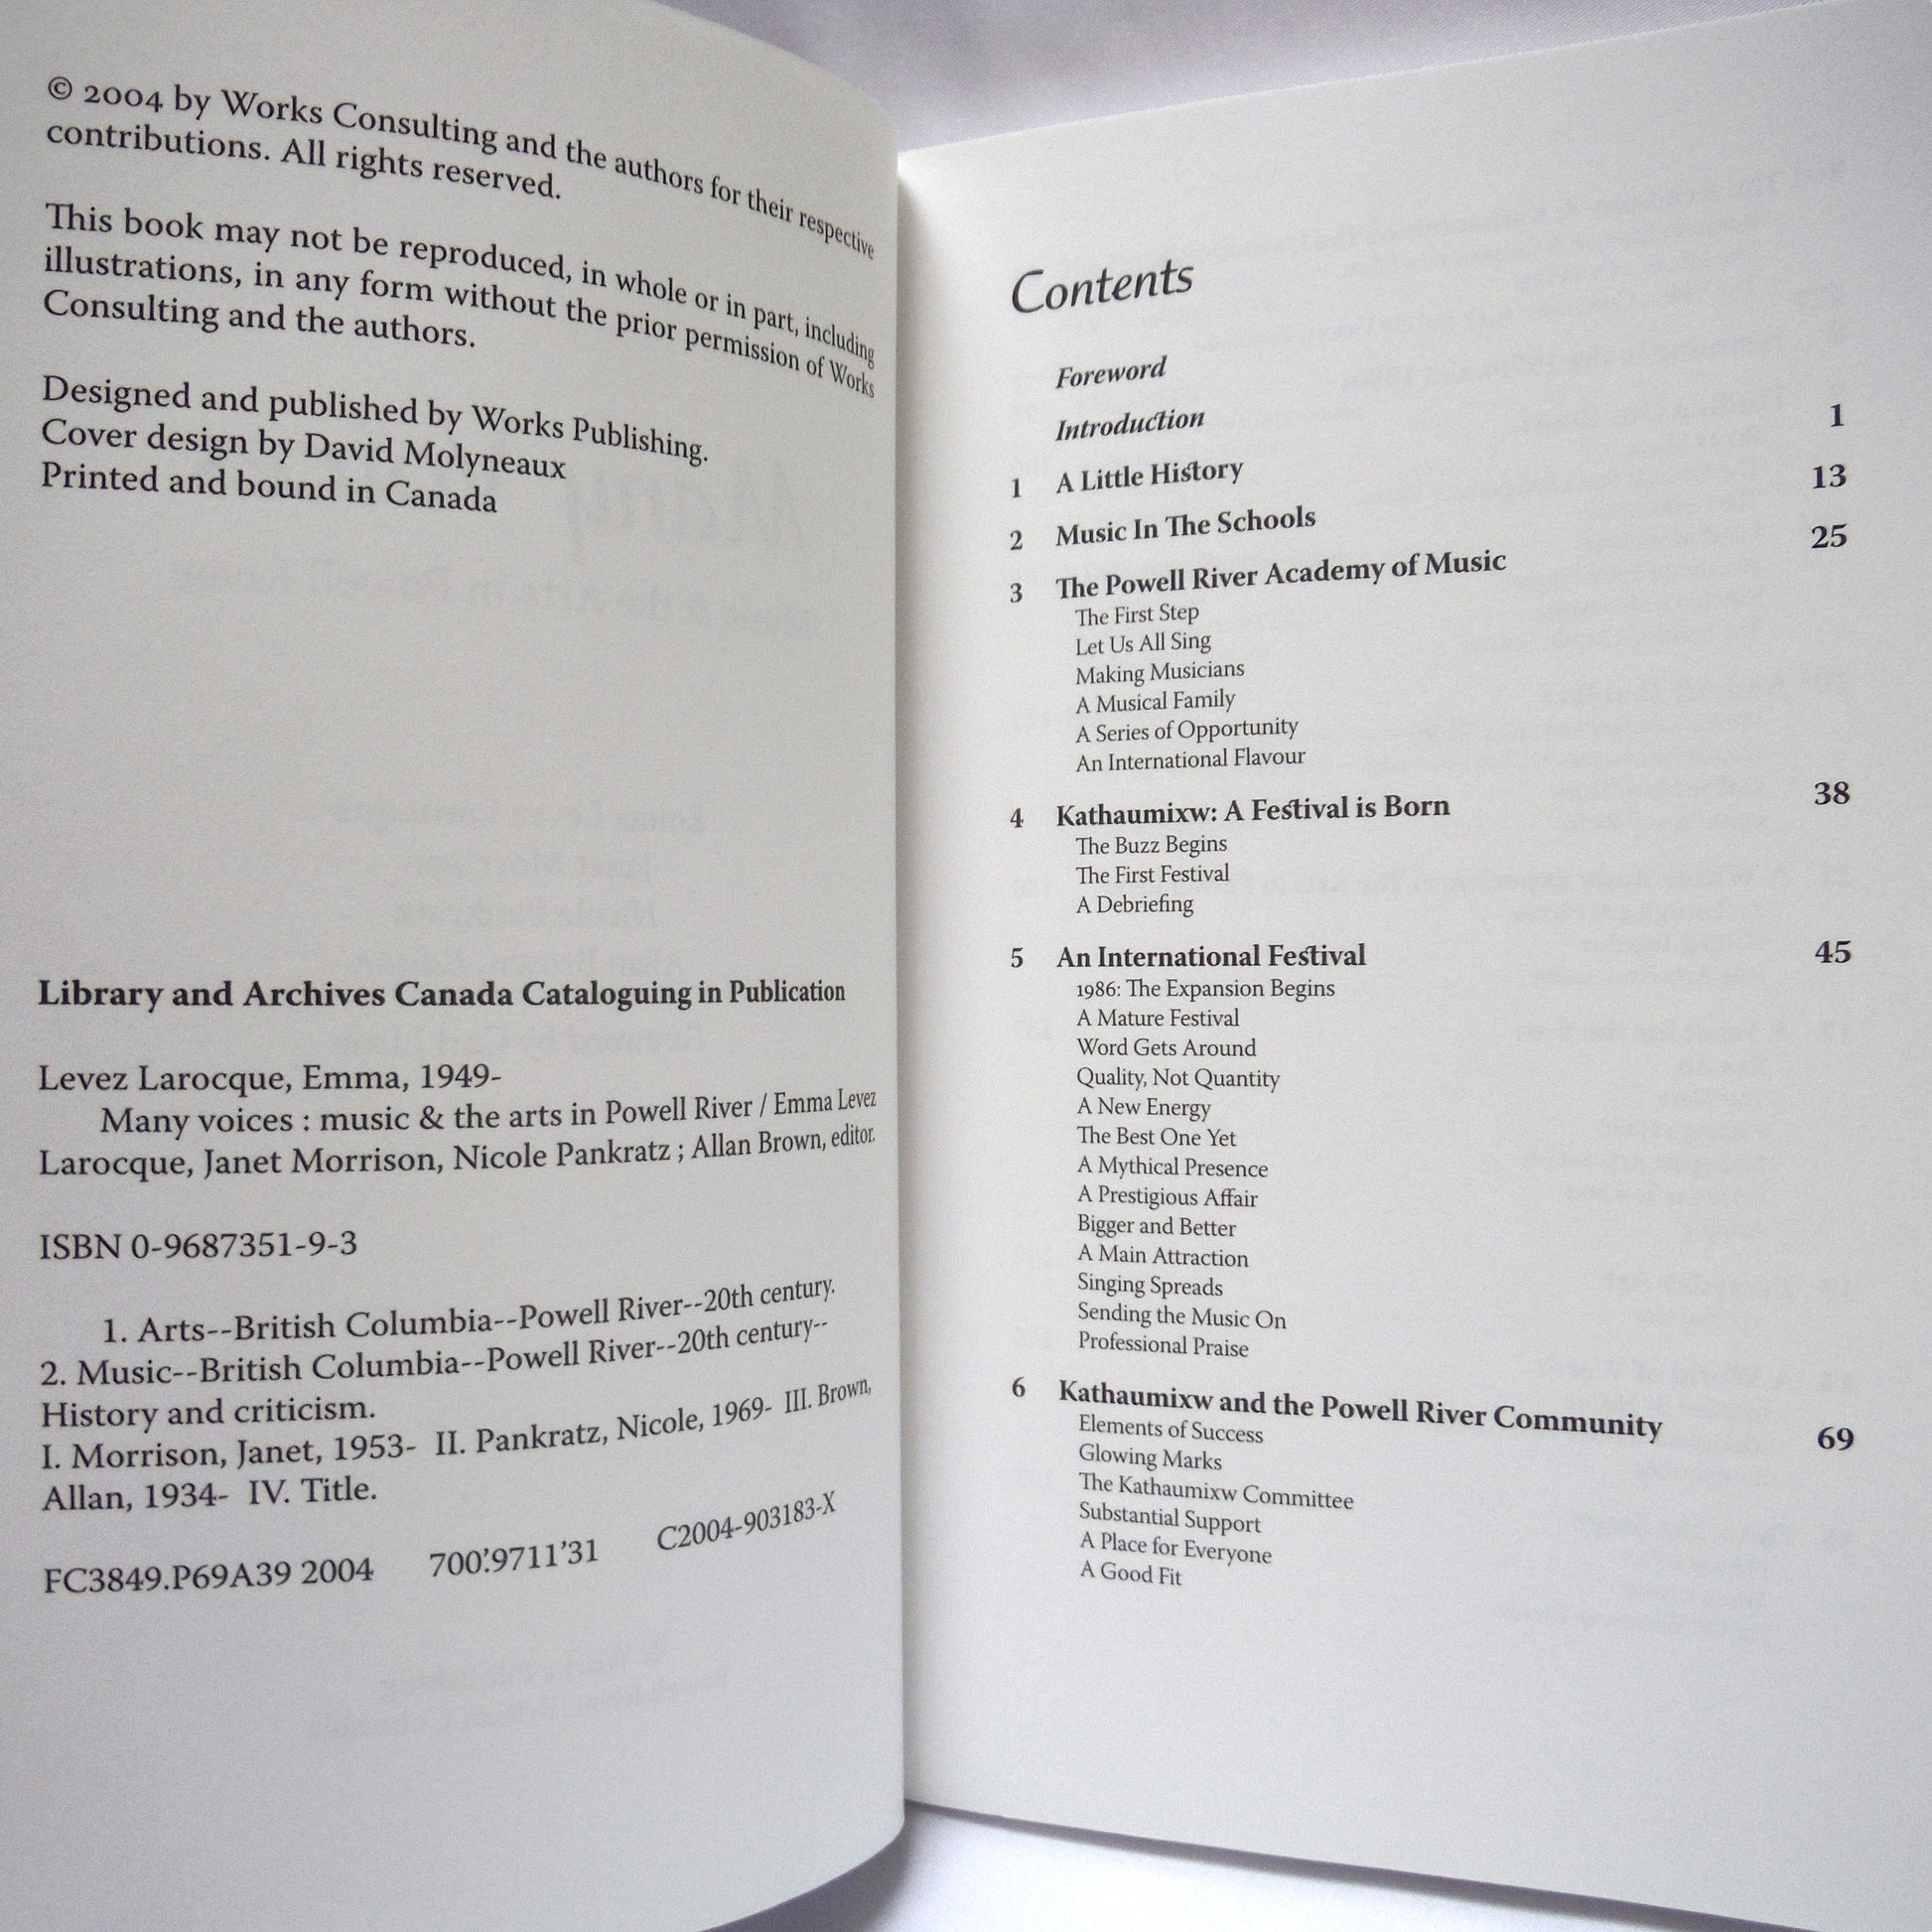 © 2004 by Works Consulting and the authors for their respective
contributions. All rights reserved.
This book may not be reproduced, in whole or in part, including
illustrations, in any form without the prior permission of Works
Consulting and the authors.
Designed and published by Works Publishing.
Cover design by David Molyneaux
Printed and bound in Canada
Library and Archives Canada Cataloguing in Publication
Levez Larocque, Emma, 1949-
Many voices : music & the arts in Powell River / Emma Levez
Larocque, Janet Morrison, Nicole Pankratz ; Allan Brown, editor.
ISBN 0-9687351-9-3
1. Arts--British Columbia--Powell River--20th century.
2. Music--British Columbia--Powell River--20th century--
History and criticism.
I. Morrison, Janet, 1953- II. Pankratz, Nicole, 1969- III. Brown,
Allan, 1934- IV. Title.
FC3849.P69A39 2004 700'.9711'31 C2004-903183-X
Contents
Foreword
Introduction
1 A Little History 1
2 Music In The Schools 13
3 The Powell River Academy of Music 25
The First Step
Let Us All Sing
Making Musicians
A Musical Family
A Series of Opportunity
An International Flavour
4 Kathaumixw: A Festival is Born 38
The Buzz Begins
The First Festival
A Debriefing
5 An International Festival 45
1986: The Expansion Begins
A Mature Festival
Word Gets Around
Quality, Not Quantity
A New Energy
The Best One Yet
A Mythical Presence
A Prestigious Affair
Bigger and Better
A Main Attraction
Singing Spreads
Sending the Music On
Professional Praise
6 Kathaumixw and the Powell River Community 69
Elements of Success
Glowing Marks
The Kathaumixw Committee
Substantial Support
A Place for Everyone
A Good Fit